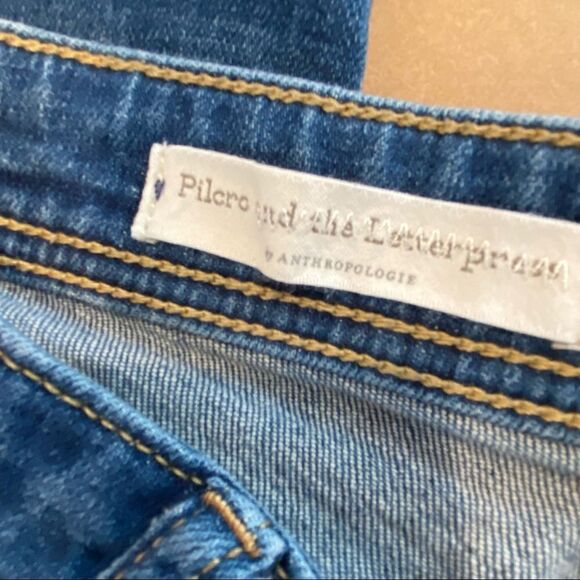 Pilcro and the Letterpress
by ANTHROPOLOGIE